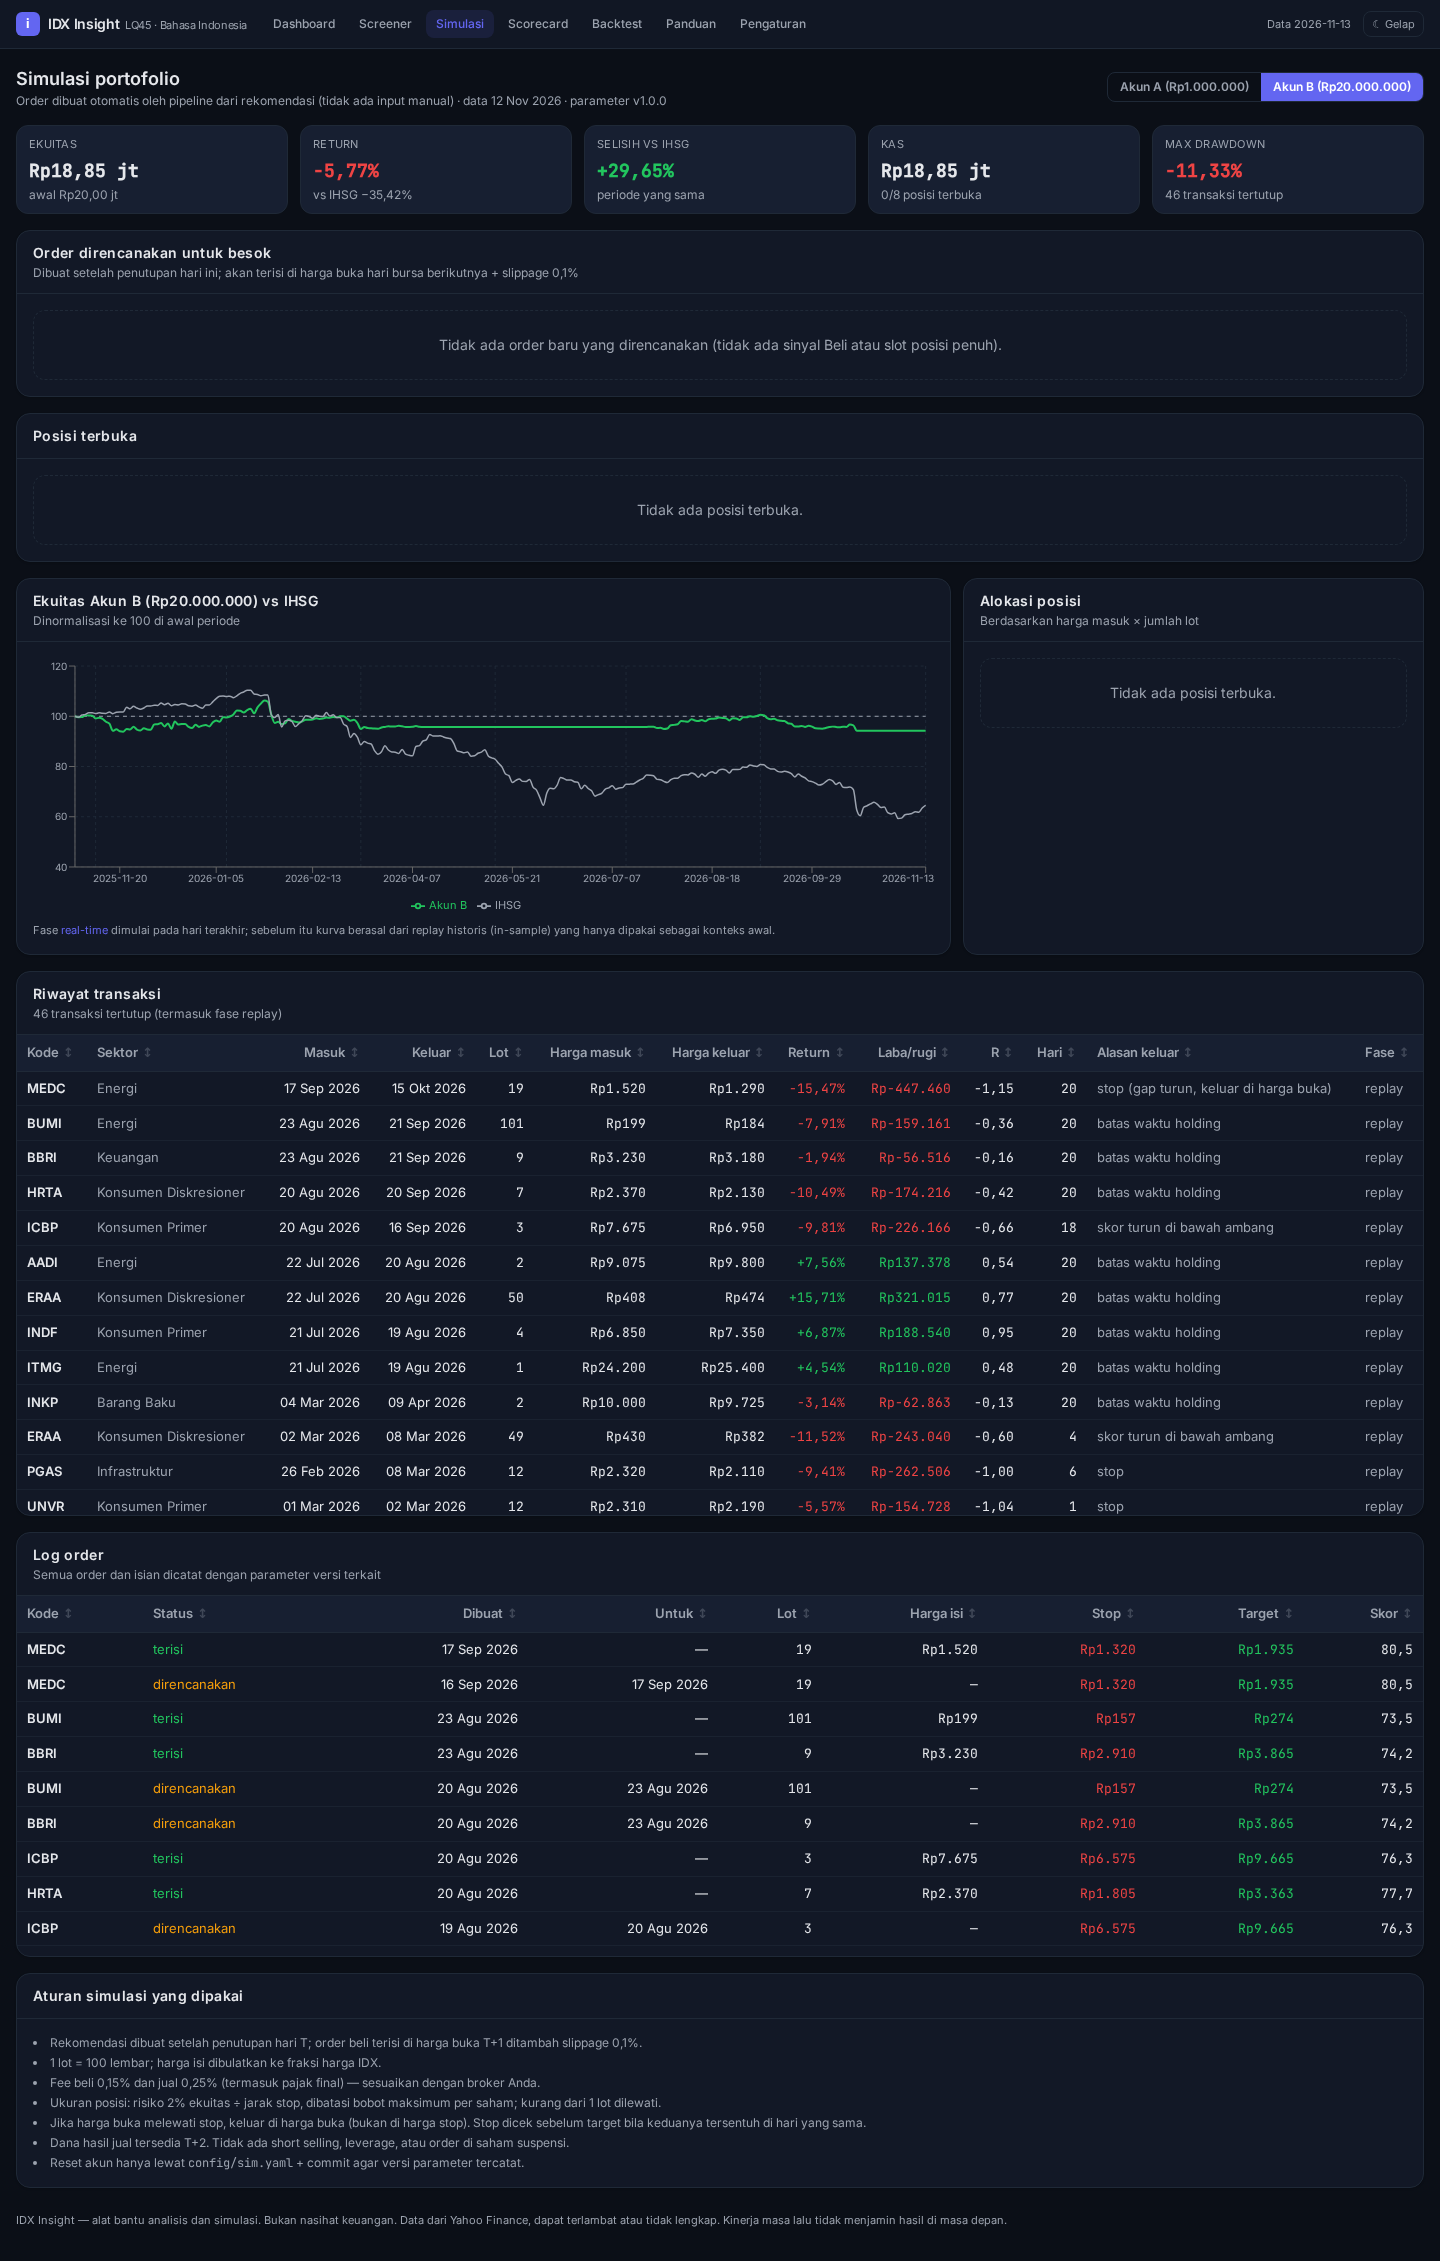 i IDX Insight LQ45 · Bahasa Indonesia Dashboard Screener Simulasi Scorecard Backtest Panduan Pengaturan Data 2026-11-13 ☾ Gelap
Simulasi portofolio
Order dibuat otomatis oleh pipeline dari rekomendasi (tidak ada input manual) · data 12 Nov 2026 · parameter v1.0.0
Akun A (Rp1.000.000) Akun B (Rp20.000.000)
EKUITAS
Rp18,85 jt
awal Rp20,00 jt
RETURN
-5,77%
vs IHSG −35,42%
SELISIH VS IHSG
+29,65%
periode yang sama
KAS
Rp18,85 jt
0/8 posisi terbuka
MAX DRAWDOWN
-11,33%
46 transaksi tertutup
Order direncanakan untuk besok
Dibuat setelah penutupan hari ini; akan terisi di harga buka hari bursa berikutnya + slippage 0,1%
Tidak ada order baru yang direncanakan (tidak ada sinyal Beli atau slot posisi penuh).
Posisi terbuka
Tidak ada posisi terbuka.
Ekuitas Akun B (Rp20.000.000) vs IHSG
Dinormalisasi ke 100 di awal periode
120
100
80
60
40
2025-11-20 2026-01-05 2026-02-13 2026-04-07 2026-05-21 2026-07-07 2026-08-18 2026-09-29 2026-11-13
Akun B IHSG
Fase real-time dimulai pada hari terakhir; sebelum itu kurva berasal dari replay historis (in-sample) yang hanya dipakai sebagai konteks awal.
Alokasi posisi
Berdasarkan harga masuk × jumlah lot
Tidak ada posisi terbuka.
Riwayat transaksi
46 transaksi tertutup (termasuk fase replay)
Kode ↕ Sektor ↕ Masuk ↕ Keluar ↕ Lot ↕ Harga masuk ↕ Harga keluar ↕ Return ↕ Laba/rugi ↕ R ↕ Hari ↕ Alasan keluar ↕ Fase ↕
MEDC Energi 17 Sep 2026 15 Okt 2026 19 Rp1.520 Rp1.290 -15,47% Rp-447.460 -1,15 20 stop (gap turun, keluar di harga buka) replay
BUMI Energi 23 Agu 2026 21 Sep 2026 101 Rp199 Rp184 -7,91% Rp-159.161 -0,36 20 batas waktu holding replay
BBRI Keuangan 23 Agu 2026 21 Sep 2026 9 Rp3.230 Rp3.180 -1,94% Rp-56.516 -0,16 20 batas waktu holding replay
HRTA Konsumen Diskresioner 20 Agu 2026 20 Sep 2026 7 Rp2.370 Rp2.130 -10,49% Rp-174.216 -0,42 20 batas waktu holding replay
ICBP Konsumen Primer 20 Agu 2026 16 Sep 2026 3 Rp7.675 Rp6.950 -9,81% Rp-226.166 -0,66 18 skor turun di bawah ambang replay
AADI Energi 22 Jul 2026 20 Agu 2026 2 Rp9.075 Rp9.800 +7,56% Rp137.378 0,54 20 batas waktu holding replay
ERAA Konsumen Diskresioner 22 Jul 2026 20 Agu 2026 50 Rp408 Rp474 +15,71% Rp321.015 0,77 20 batas waktu holding replay
INDF Konsumen Primer 21 Jul 2026 19 Agu 2026 4 Rp6.850 Rp7.350 +6,87% Rp188.540 0,95 20 batas waktu holding replay
ITMG Energi 21 Jul 2026 19 Agu 2026 1 Rp24.200 Rp25.400 +4,54% Rp110.020 0,48 20 batas waktu holding replay
INKP Barang Baku 04 Mar 2026 09 Apr 2026 2 Rp10.000 Rp9.725 -3,14% Rp-62.863 -0,13 20 batas waktu holding replay
ERAA Konsumen Diskresioner 02 Mar 2026 08 Mar 2026 49 Rp430 Rp382 -11,52% Rp-243.040 -0,60 4 skor turun di bawah ambang replay
PGAS Infrastruktur 26 Feb 2026 08 Mar 2026 12 Rp2.320 Rp2.110 -9,41% Rp-262.506 -1,00 6 stop replay
UNVR Konsumen Primer 01 Mar 2026 02 Mar 2026 12 Rp2.310 Rp2.190 -5,57% Rp-154.728 -1,04 1 stop replay
Log order
Semua order dan isian dicatat dengan parameter versi terkait
Kode ↕ Status ↕ Dibuat ↕ Untuk ↕ Lot ↕ Harga isi ↕ Stop ↕ Target ↕ Skor ↕
MEDC terisi 17 Sep 2026 — 19 Rp1.520 Rp1.320 Rp1.935 80,5
MEDC direncanakan 16 Sep 2026 17 Sep 2026 19 — Rp1.320 Rp1.935 80,5
BUMI terisi 23 Agu 2026 — 101 Rp199 Rp157 Rp274 73,5
BBRI terisi 23 Agu 2026 — 9 Rp3.230 Rp2.910 Rp3.865 74,2
BUMI direncanakan 20 Agu 2026 23 Agu 2026 101 — Rp157 Rp274 73,5
BBRI direncanakan 20 Agu 2026 23 Agu 2026 9 — Rp2.910 Rp3.865 74,2
ICBP terisi 20 Agu 2026 — 3 Rp7.675 Rp6.575 Rp9.665 76,3
HRTA terisi 20 Agu 2026 — 7 Rp2.370 Rp1.805 Rp3.363 77,7
ICBP direncanakan 19 Agu 2026 20 Agu 2026 3 — Rp6.575 Rp9.665 76,3
Aturan simulasi yang dipakai
• Rekomendasi dibuat setelah penutupan hari T; order beli terisi di harga buka T+1 ditambah slippage 0,1%.
• 1 lot = 100 lembar; harga isi dibulatkan ke fraksi harga IDX.
• Fee beli 0,15% dan jual 0,25% (termasuk pajak final) — sesuaikan dengan broker Anda.
• Ukuran posisi: risiko 2% ekuitas ÷ jarak stop, dibatasi bobot maksimum per saham; kurang dari 1 lot dilewati.
• Jika harga buka melewati stop, keluar di harga buka (bukan di harga stop). Stop dicek sebelum target bila keduanya tersentuh di hari yang sama.
• Dana hasil jual tersedia T+2. Tidak ada short selling, leverage, atau order di saham suspensi.
• Reset akun hanya lewat config/sim.yaml + commit agar versi parameter tercatat.
IDX Insight — alat bantu analisis dan simulasi. Bukan nasihat keuangan. Data dari Yahoo Finance, dapat terlambat atau tidak lengkap. Kinerja masa lalu tidak menjamin hasil di masa depan.